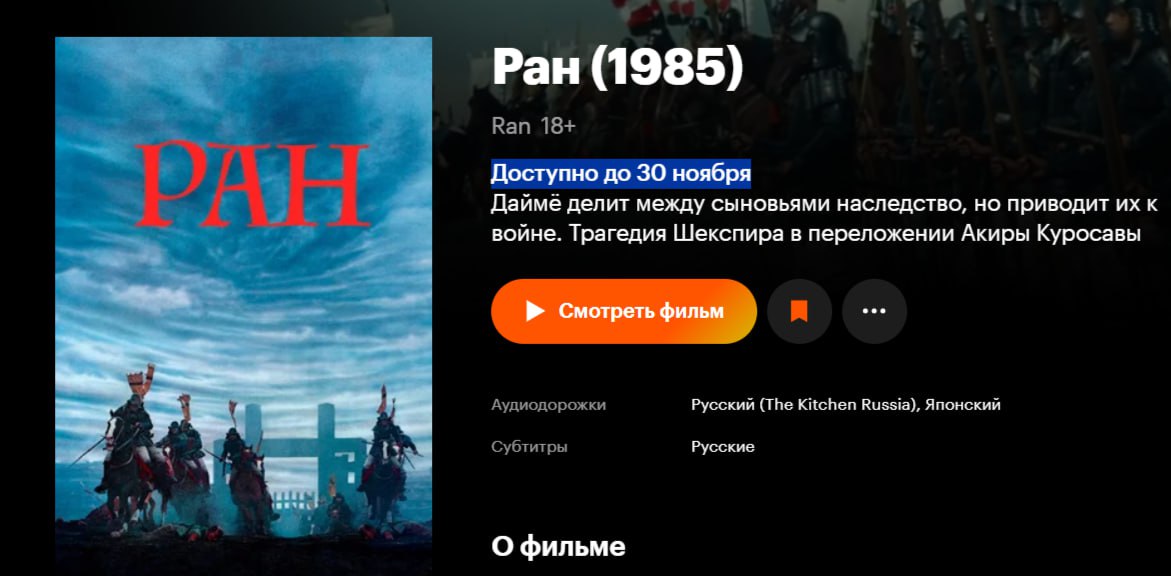 РАН
Ран (1985)
Ran 18+
Доступно до 30 ноября
Даймё делит между сыновьями наследство, но приводит их к
войне. Трагедия Шекспира в переложении Акиры Куросавы
Смотреть фильм
Аудиодорожки Русский (The Kitchen Russia), Японский
Субтитры Русские
О фильме